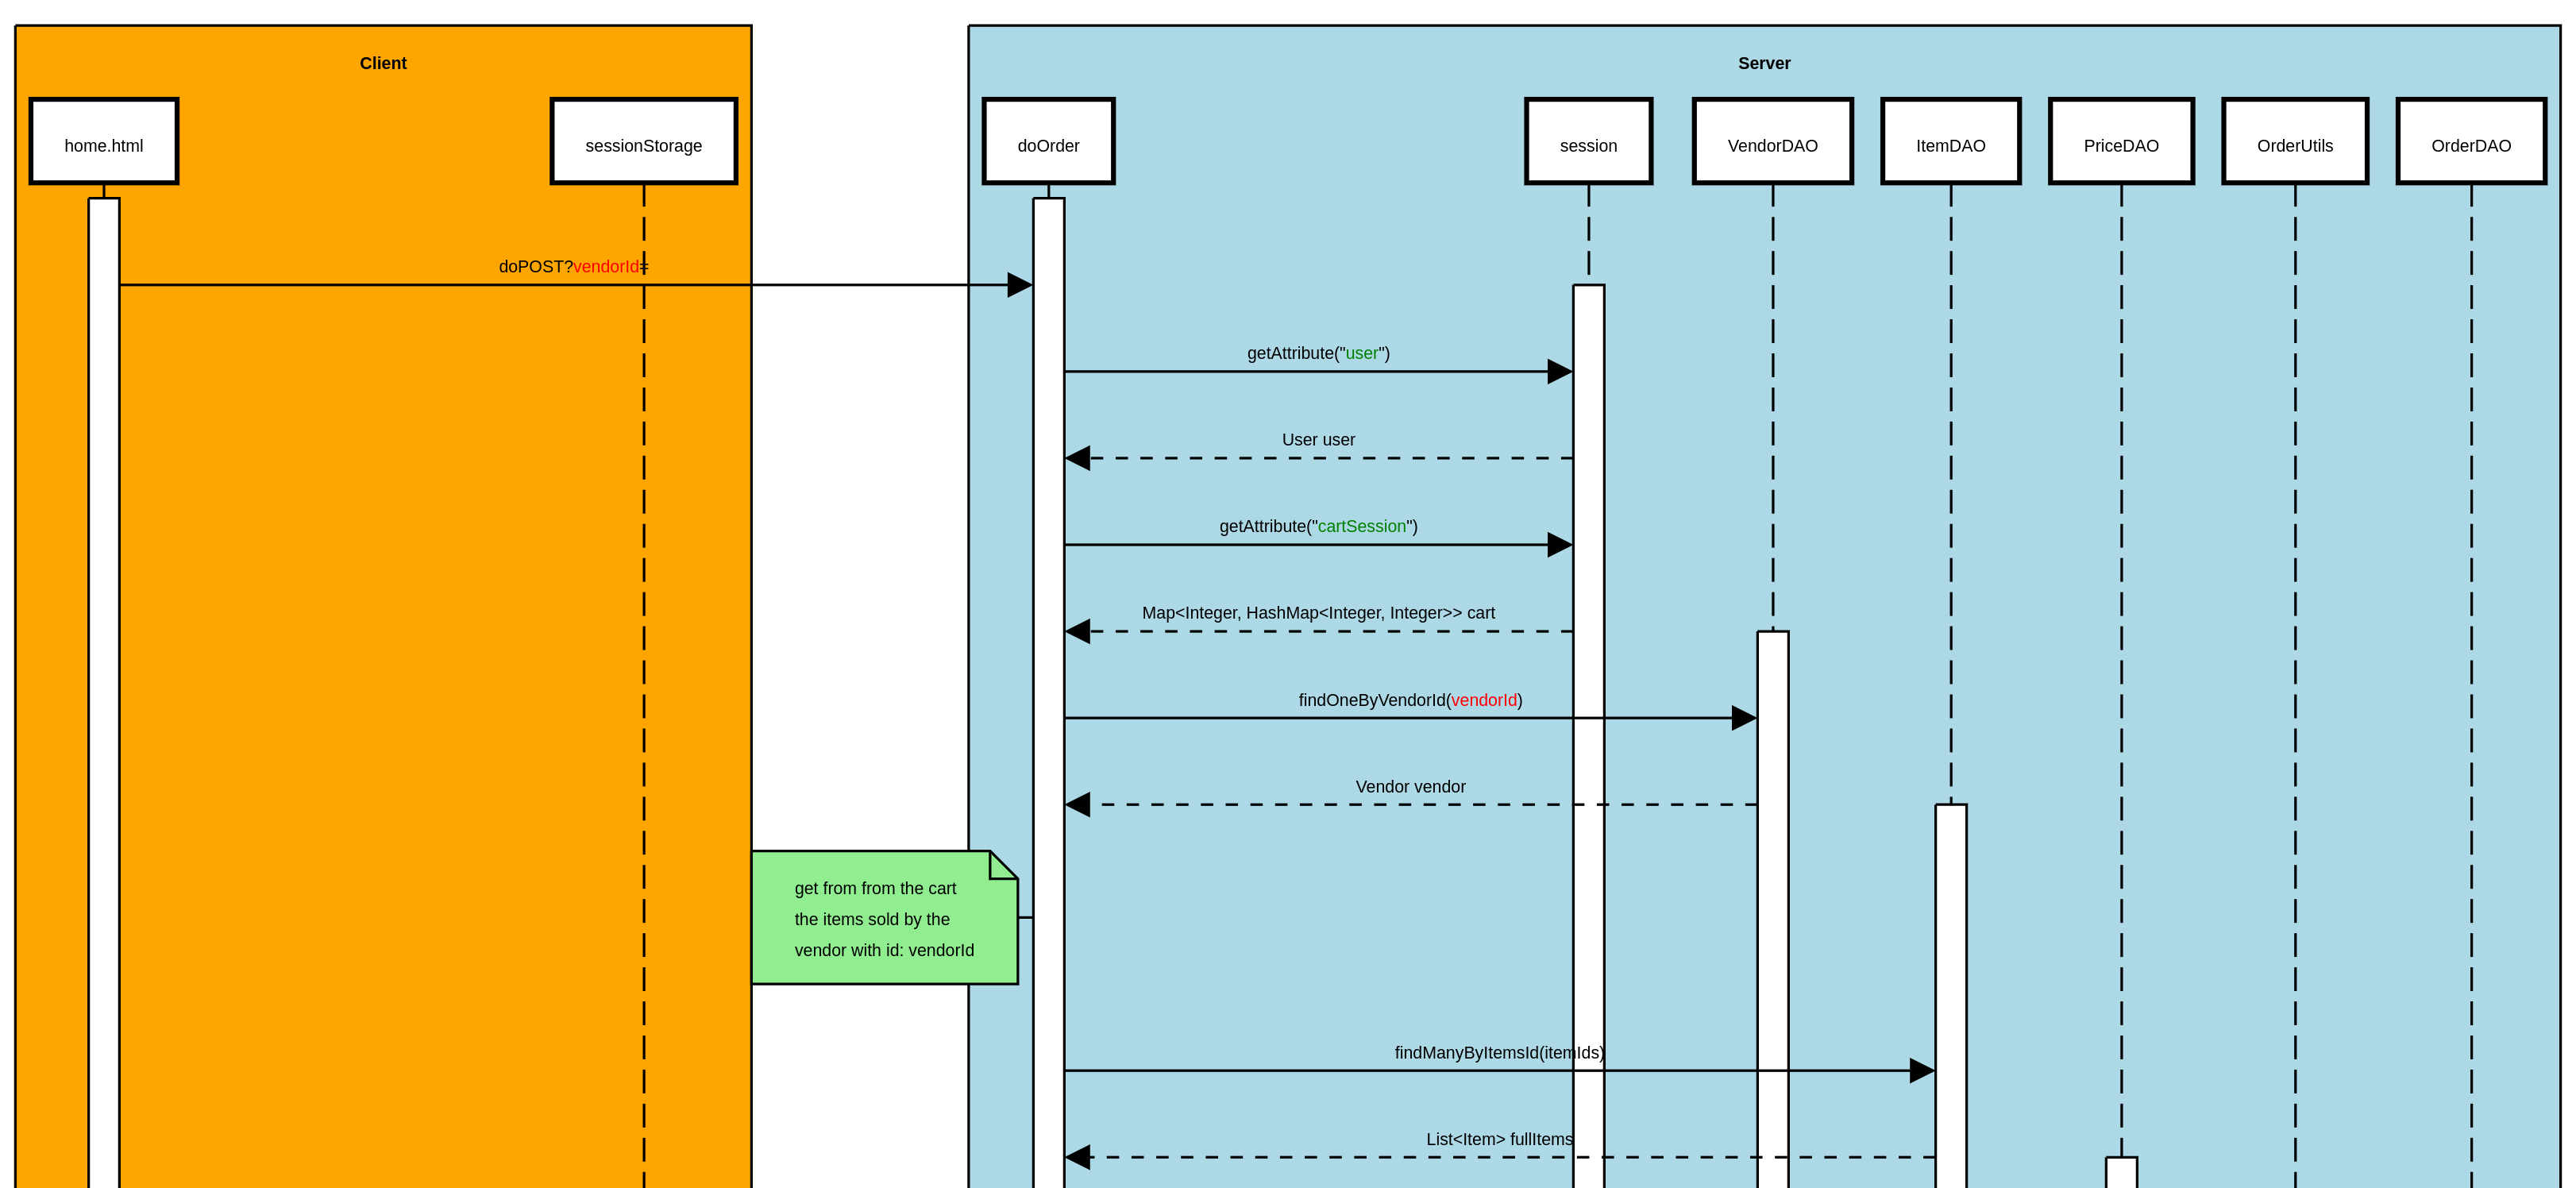 Client
Server
home.html
sessionStorage
doOrder
session
VendorDAO
ItemDAO
PriceDAO
OrderUtils
OrderDAO
doPOST?vendorId=
getAttribute("user")
User user
getAttribute("cartSession")
Map<Integer, HashMap<Integer, Integer>> cart
findOneByVendorId(vendorId)
Vendor vendor
get from from the cart
the items sold by the
vendor with id: vendorId
findManyByItemsId(itemIds)
List<Item> fullItems